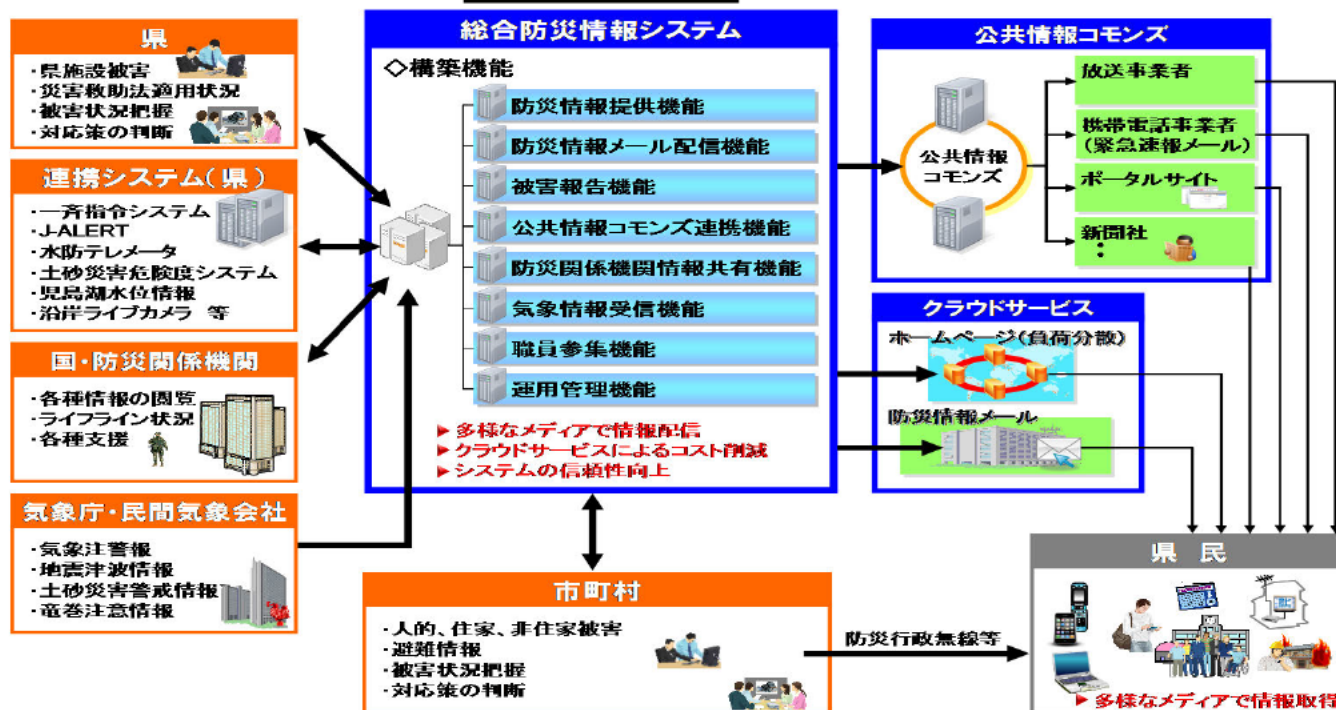 県
・県施設被害
・災害救助法適用状況
・被害状況把握
・対応策の判断
連携システム(県)
・一斉指令システム
・J-ALERT
・水防テレメータ
・土砂災害危険度システム
・児島湖水位情報
・沿岸ライブカメラ 等
国・防災関係機関
・各種情報の閲覧
・ライフライン状況
・各種支援
気象庁・民間気象会社
・気象注警報
・地震津波情報
・土砂災害警戒情報
・竜巻注意情報
総合防災情報システム
◇構築機能
防災情報提供機能
防災情報メール配信機能
被害報告機能
公共情報コモンズ連携機能
防災関係機関情報共有機能
気象情報受信機能
職員参集機能
運用管理機能
▶多様なメディアで情報配信
▶クラウドサービスによるコスト削減
▶システムの信頼性向上
市町村
・人的、住家、非住家被害
・避難情報
・被害状況把握
・対応策の判断
公共情報コモンズ
公共情報
コモンズ
放送事業者
携帯電話事業者
(緊急速報メール)
ポータルサイト
新聞社
クラウドサービス
ホームページ(負荷分散)
防災情報メール
防災行政無線等
県民
▶多様なメディアで情報取得